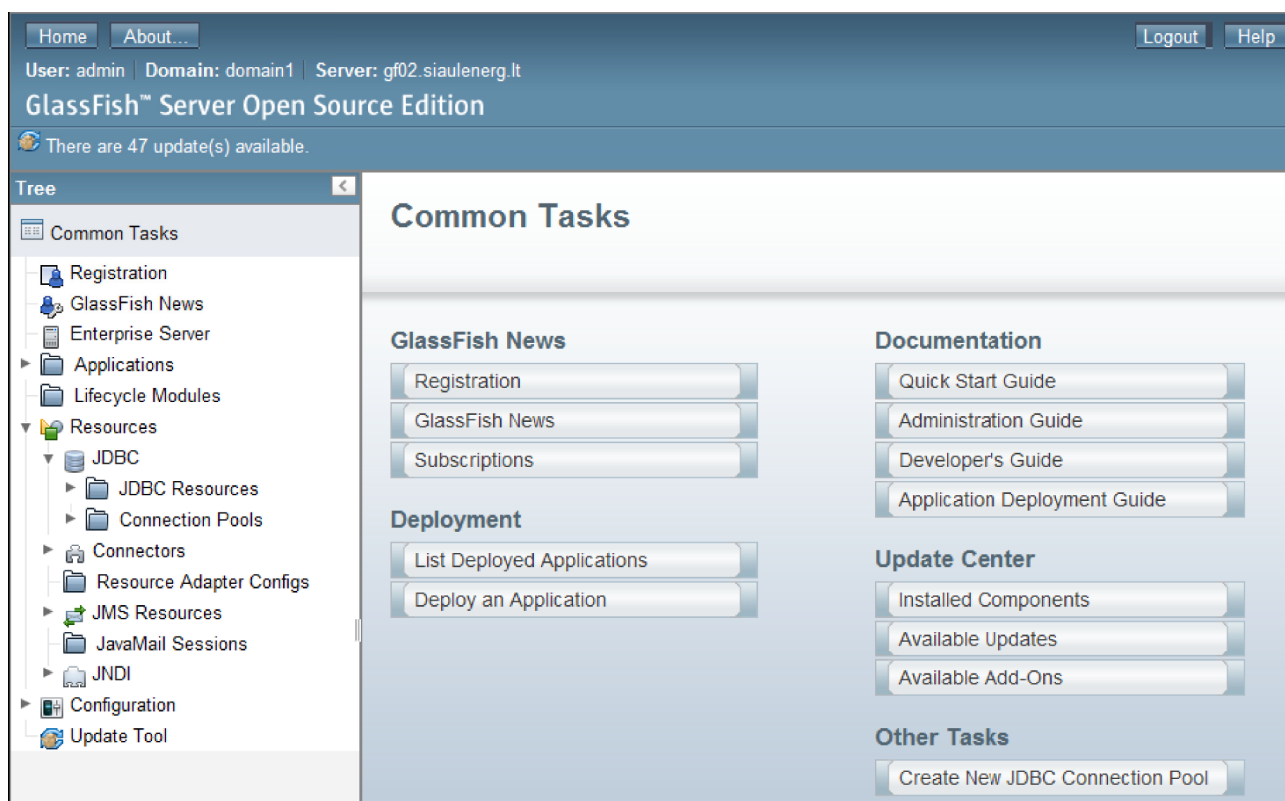 Home About... Logout Help
User: admin Domain: domain1 Server: gf02.siaulenerg.lt
GlassFish™ Server Open Source Edition
There are 47 update(s) available.
Tree
Common Tasks
Registration
GlassFish News
Enterprise Server
Applications
Lifecycle Modules
Resources
JDBC
JDBC Resources
Connection Pools
Connectors
Resource Adapter Configs
JMS Resources
JavaMail Sessions
JNDI
Configuration
Update Tool
Common Tasks
GlassFish News
Registration
GlassFish News
Subscriptions
Deployment
List Deployed Applications
Deploy an Application
Documentation
Quick Start Guide
Administration Guide
Developer's Guide
Application Deployment Guide
Update Center
Installed Components
Available Updates
Available Add-Ons
Other Tasks
Create New JDBC Connection Pool